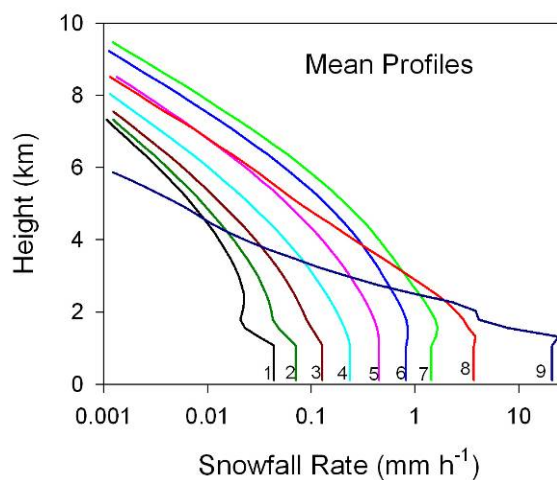 10
8
6
4
2
0
Height (km)
Mean Profiles
1 2 3 4 5 6 7 8 9
0.001 0.01 0.1 1 10
Snowfall Rate (mm h⁻¹)